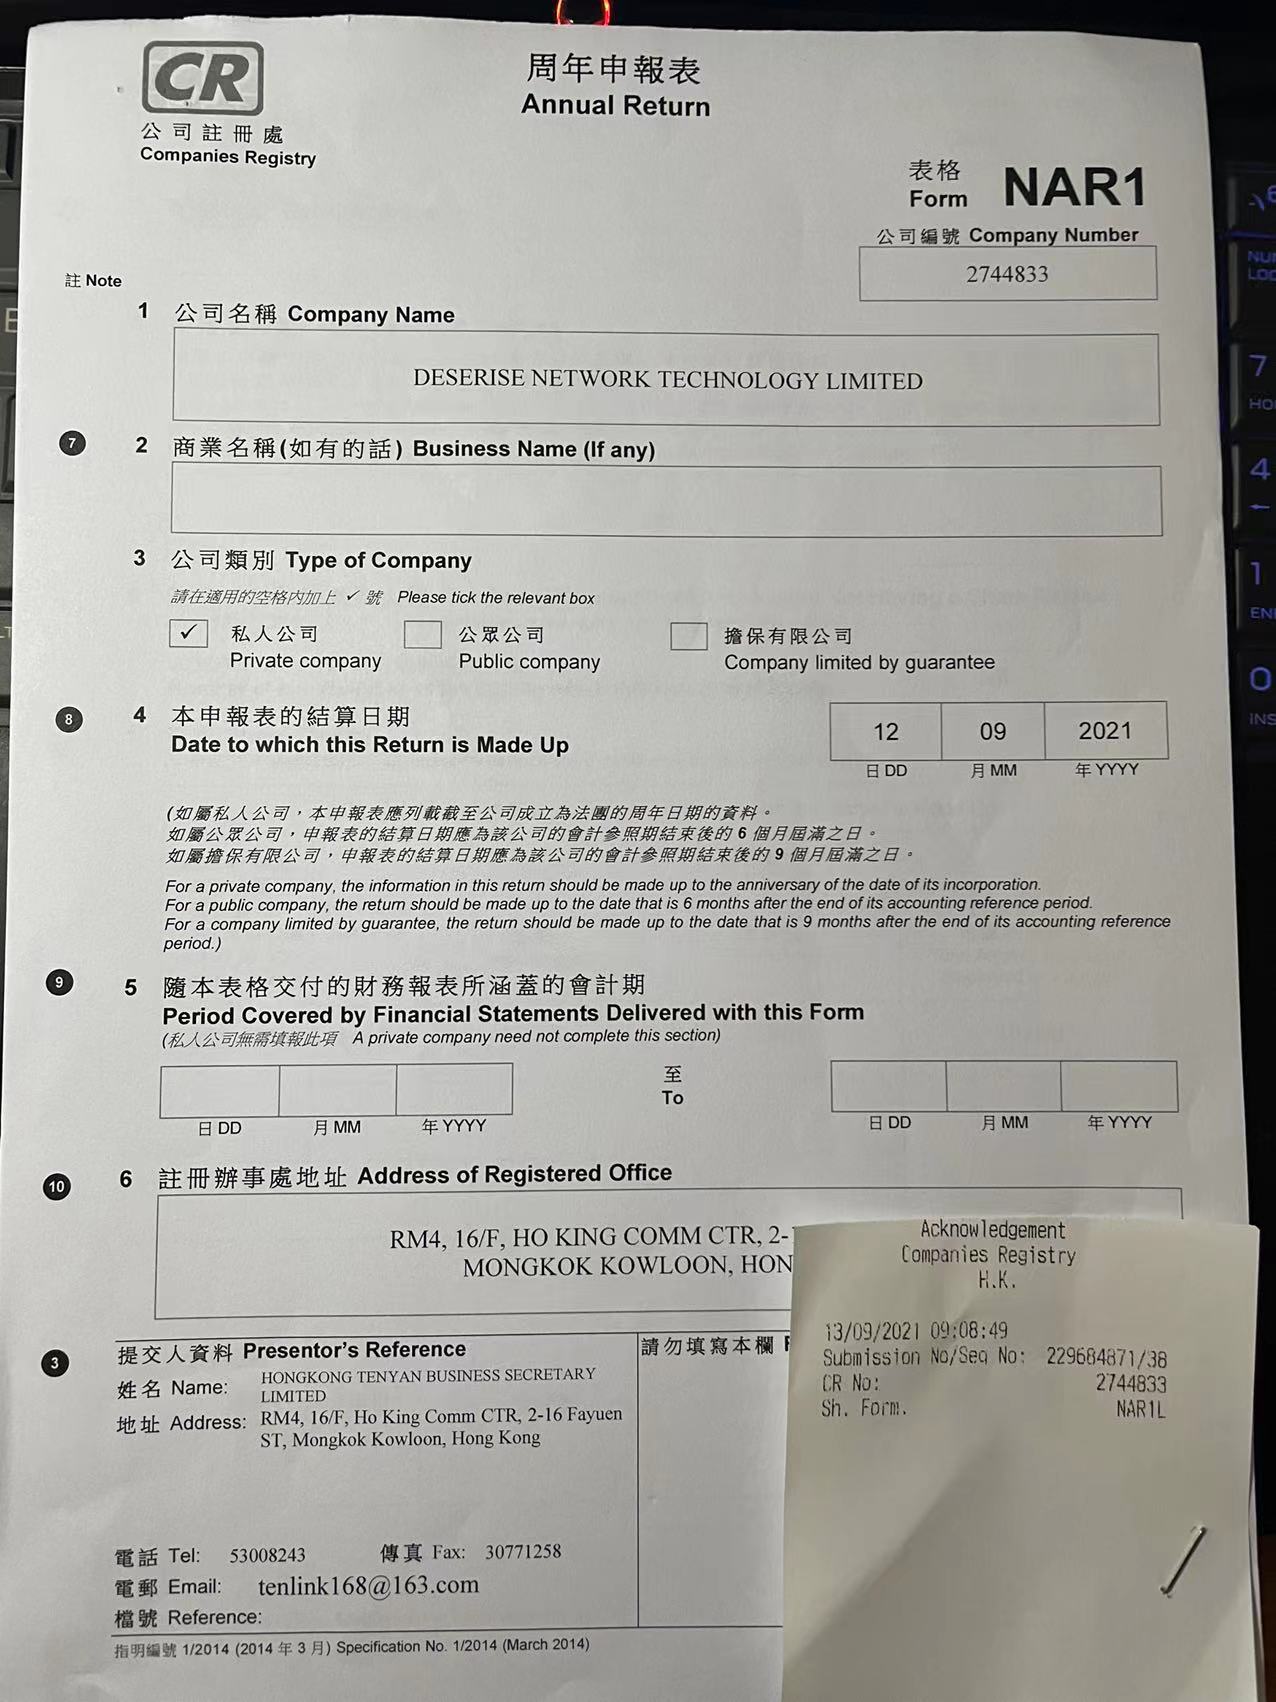 CR
公司註冊處
Companies Registry
周年申報表
Annual Return
表格
Form NAR1
公司編號 Company Number
2744833
註 Note
1 公司名稱 Company Name
DESERISE NETWORK TECHNOLOGY LIMITED
7 2 商業名稱(如有的話) Business Name (If any)
3 公司類別 Type of Company
請在適用的空格內加上 ✓ 號 Please tick the relevant box
✓ 私人公司 公眾公司 擔保有限公司
Private company Public company Company limited by guarantee
8 4 本申報表的結算日期
Date to which this Return is Made Up
12 09 2021
日 DD 月 MM 年 YYYY
(如屬私人公司，本申報表應列載截至公司成立為法團的周年日期的資料。
如屬公眾公司，申報表的結算日期應為該公司的會計參照期結束後的 6 個月屆滿之日。
如屬擔保有限公司，申報表的結算日期應為該公司的會計參照期結束後的 9 個月屆滿之日。
For a private company, the information in this return should be made up to the anniversary of the date of its incorporation.
For a public company, the return should be made up to the date that is 6 months after the end of its accounting reference period.
For a company limited by guarantee, the return should be made up to the date that is 9 months after the end of its accounting reference
period.)
9 5 隨本表格交付的財務報表所涵蓋的會計期
Period Covered by Financial Statements Delivered with this Form
(私人公司無需填報此項 A private company need not complete this section)
至
To
日 DD 月 MM 年 YYYY 日 DD 月 MM 年 YYYY
10 6 註冊辦事處地址 Address of Registered Office
RM4, 16/F, HO KING COMM CTR, 2-
MONGKOK KOWLOON, HON
3 提交人資料 Presentor's Reference
姓名 Name: HONGKONG TENYAN BUSINESS SECRETARY
LIMITED
地址 Address: RM4, 16/F, Ho King Comm CTR, 2-16 Fayuen
ST, Mongkok Kowloon, Hong Kong
電話 Tel: 53008243 傳真 Fax: 30771258
電郵 Email: tenlink168@163.com
檔號 Reference:
指明編號 1/2014 (2014 年 3 月) Specification No. 1/2014 (March 2014)
請勿填寫本欄
Acknowledgement
Companies Registry
H.K.
13/09/2021 09:08:49
Submission No/Seq No: 229684871/38
CR No: 2744833
Sh. Form. NAR1L
7
4
1
0